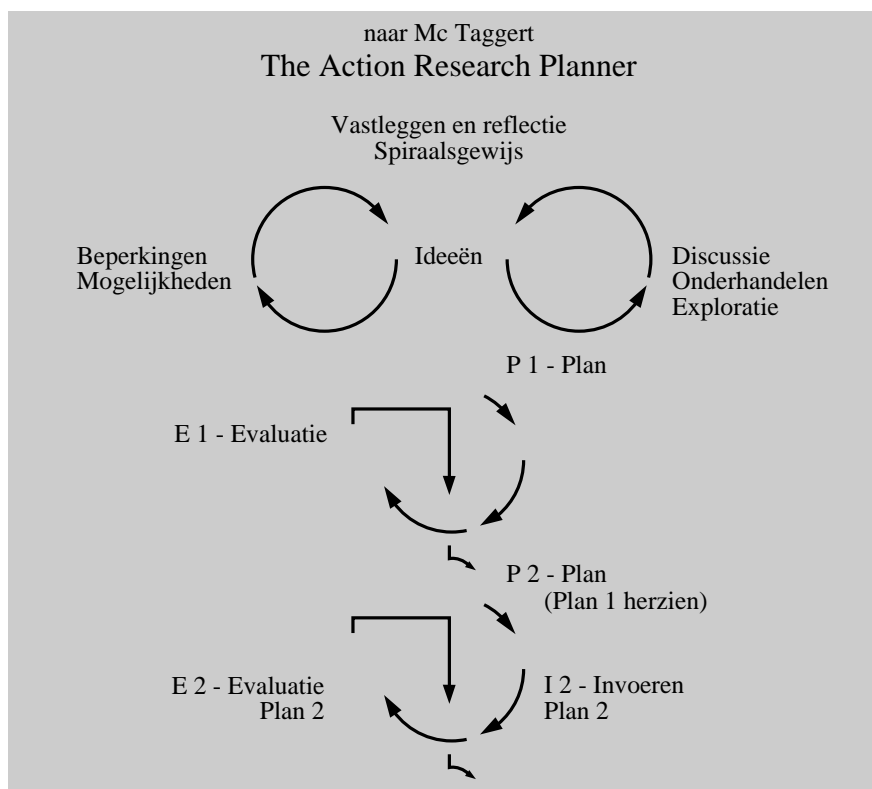 naar Mc Taggert
The Action Research Planner
Vastleggen en reflectie
Spiraalsgewijs
Beperkingen
Mogelijkheden
Ideeën
Discussie
Onderhandelen
Exploratie
P 1 - Plan
E 1 - Evaluatie
P 2 - Plan
(Plan 1 herzien)
E 2 - Evaluatie
Plan 2
I 2 - Invoeren
Plan 2